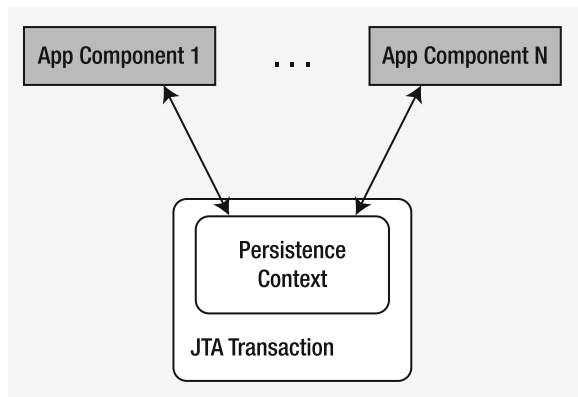 App Component 1
...
App Component N
Persistence
Context
JTA Transaction